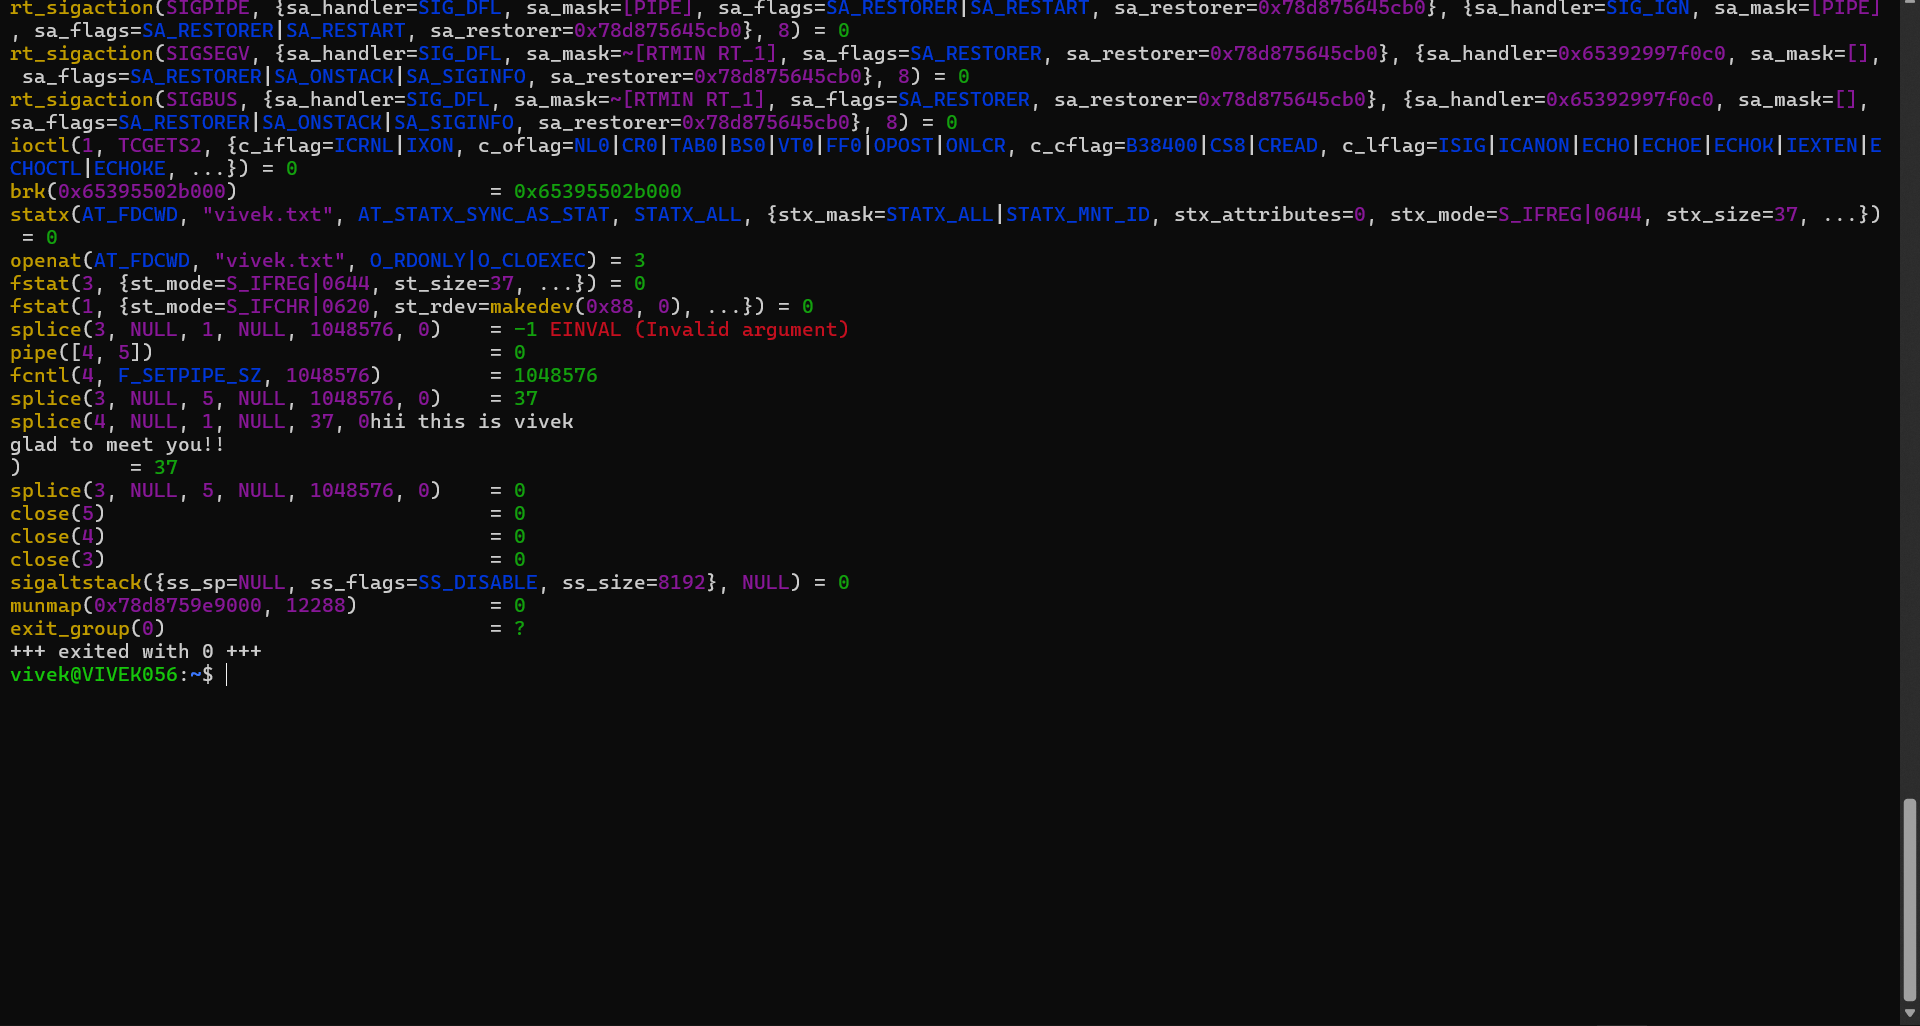 rt_sigaction(SIGPIPE, {sa_handler=SIG_DFL, sa_mask=[PIPE], sa_flags=SA_RESTORER|SA_RESTART, sa_restorer=0x78d875645cb0}, {sa_handler=SIG_IGN, sa_mask=[PIPE]
, sa_flags=SA_RESTORER|SA_RESTART, sa_restorer=0x78d875645cb0}, 8) = 0
rt_sigaction(SIGSEGV, {sa_handler=SIG_DFL, sa_mask=~[RTMIN RT_1], sa_flags=SA_RESTORER, sa_restorer=0x78d875645cb0}, {sa_handler=0x65392997f0c0, sa_mask=[],
 sa_flags=SA_RESTORER|SA_ONSTACK|SA_SIGINFO, sa_restorer=0x78d875645cb0}, 8) = 0
rt_sigaction(SIGBUS, {sa_handler=SIG_DFL, sa_mask=~[RTMIN RT_1], sa_flags=SA_RESTORER, sa_restorer=0x78d875645cb0}, {sa_handler=0x65392997f0c0, sa_mask=[],
sa_flags=SA_RESTORER|SA_ONSTACK|SA_SIGINFO, sa_restorer=0x78d875645cb0}, 8) = 0
ioctl(1, TCGETS2, {c_iflag=ICRNL|IXON, c_oflag=NL0|CR0|TAB0|BS0|VT0|FF0|OPOST|ONLCR, c_cflag=B38400|CS8|CREAD, c_lflag=ISIG|ICANON|ECHO|ECHOE|ECHOK|IEXTEN|E
CHOCTL|ECHOKE, ...}) = 0
brk(0x65395502b000)                     = 0x65395502b000
statx(AT_FDCWD, "vivek.txt", AT_STATX_SYNC_AS_STAT, STATX_ALL, {stx_mask=STATX_ALL|STATX_MNT_ID, stx_attributes=0, stx_mode=S_IFREG|0644, stx_size=37, ...})
 = 0
openat(AT_FDCWD, "vivek.txt", O_RDONLY|O_CLOEXEC) = 3
fstat(3, {st_mode=S_IFREG|0644, st_size=37, ...}) = 0
fstat(1, {st_mode=S_IFCHR|0620, st_rdev=makedev(0x88, 0), ...}) = 0
splice(3, NULL, 1, NULL, 1048576, 0)    = -1 EINVAL (Invalid argument)
pipe([4, 5])                            = 0
fcntl(4, F_SETPIPE_SZ, 1048576)         = 1048576
splice(3, NULL, 5, NULL, 1048576, 0)    = 37
splice(4, NULL, 1, NULL, 37, 0hii this is vivek
glad to meet you!!
)         = 37
splice(3, NULL, 5, NULL, 1048576, 0)    = 0
close(5)                                = 0
close(4)                                = 0
close(3)                                = 0
sigaltstack({ss_sp=NULL, ss_flags=SS_DISABLE, ss_size=8192}, NULL) = 0
munmap(0x78d8759e9000, 12288)           = 0
exit_group(0)                           = ?
+++ exited with 0 +++
vivek@VIVEK056:~$